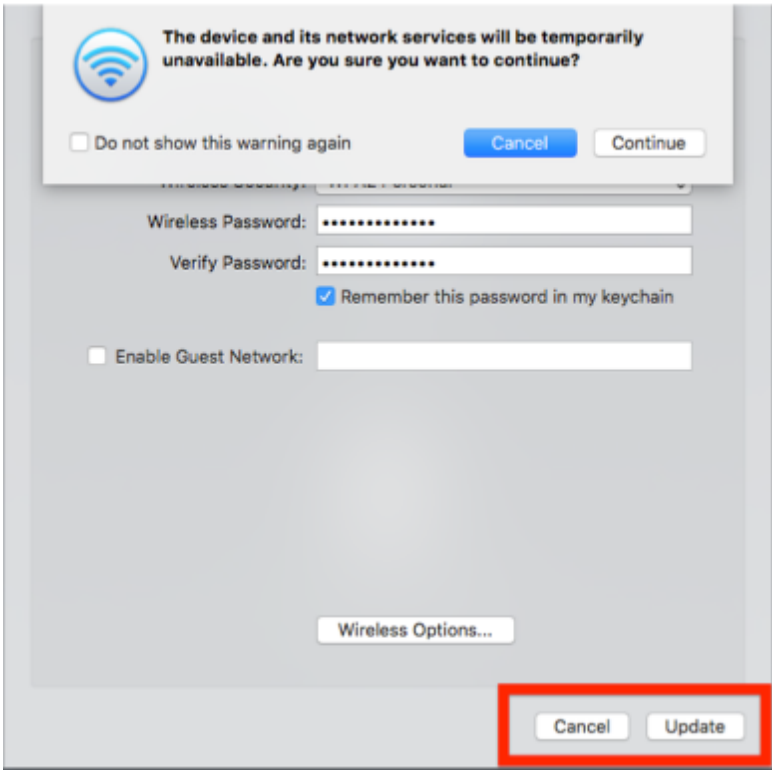 The device and its network services will be temporarily
unavailable. Are you sure you want to continue?
Do not show this warning again
Cancel
Continue
Wireless Password: •••••••••••••
Verify Password: •••••••••••••
Remember this password in my keychain
Enable Guest Network:
Wireless Options...
Cancel
Update